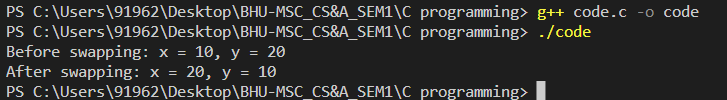 PS C:\Users\91962\Desktop\BHU-MSC_CS&A_SEM1\C programming> g++ code.c -o code
PS C:\Users\91962\Desktop\BHU-MSC_CS&A_SEM1\C programming> ./code
Before swapping: x = 10, y = 20
After swapping: x = 20, y = 10
PS C:\Users\91962\Desktop\BHU-MSC_CS&A_SEM1\C programming>